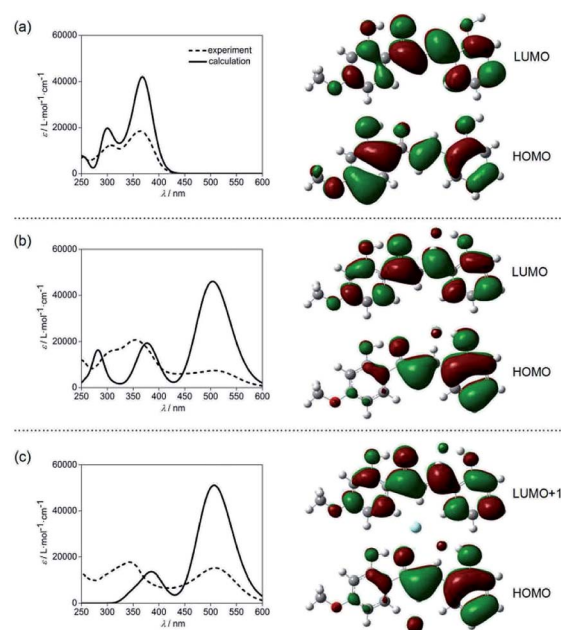 (a)
60000
40000
20000
0
ε / L·mol⁻¹·cm⁻¹
experiment
calculation
250 300 350 400 450 500 550 600
λ / nm
LUMO
HOMO
(b)
60000
40000
20000
0
ε / L·mol⁻¹·cm⁻¹
250 300 350 400 450 500 550 600
λ / nm
LUMO
HOMO
(c)
60000
40000
20000
0
ε / L·mol⁻¹·cm⁻¹
250 300 350 400 450 500 550 600
λ / nm
LUMO+1
HOMO